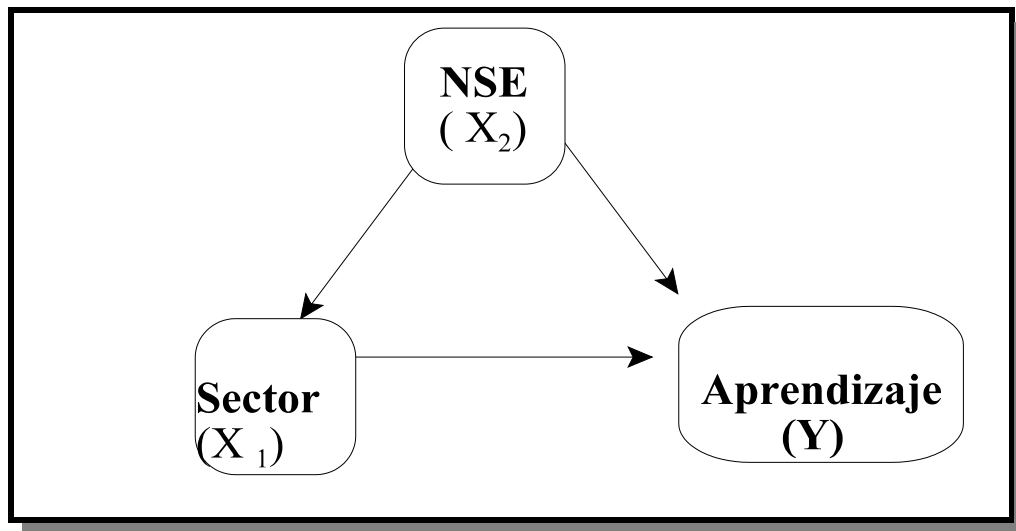 NSE
( X₂)
Sector
(X ₁)
Aprendizaje
(Y)